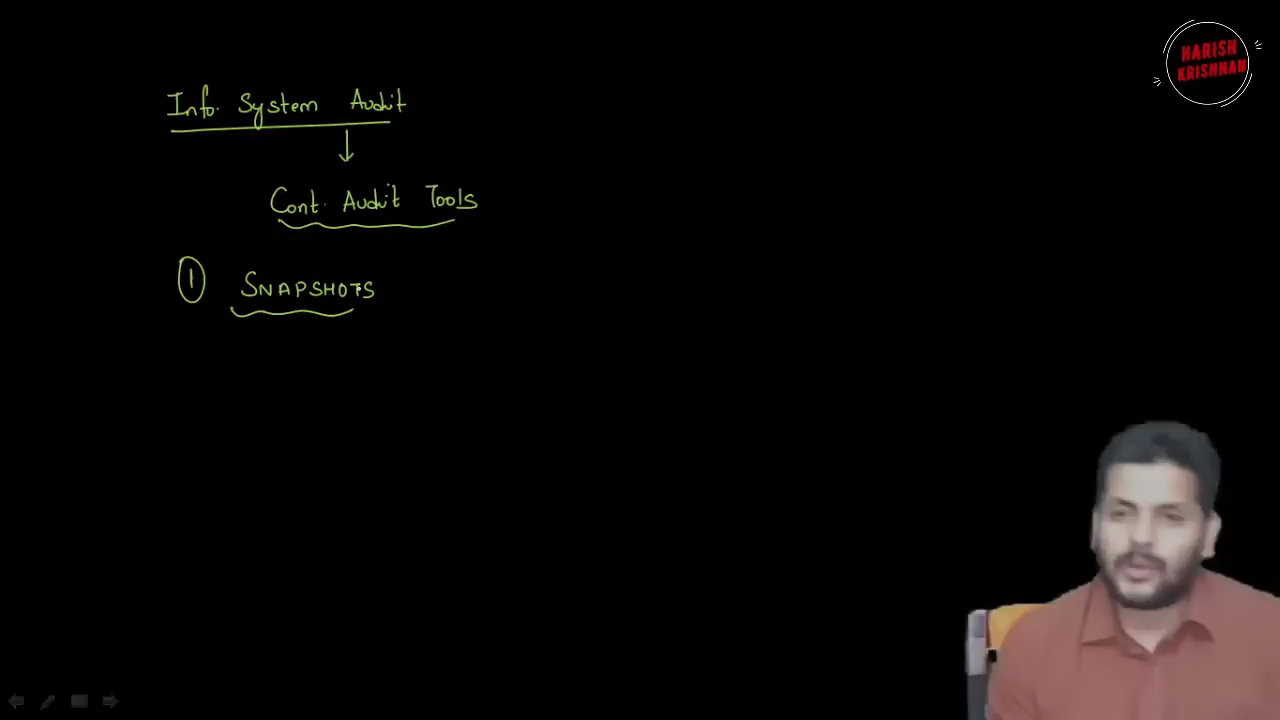 HARISH
KRISHNAN
Info. System Audit
Cont. Audit Tools
1 SNAPSHOTS